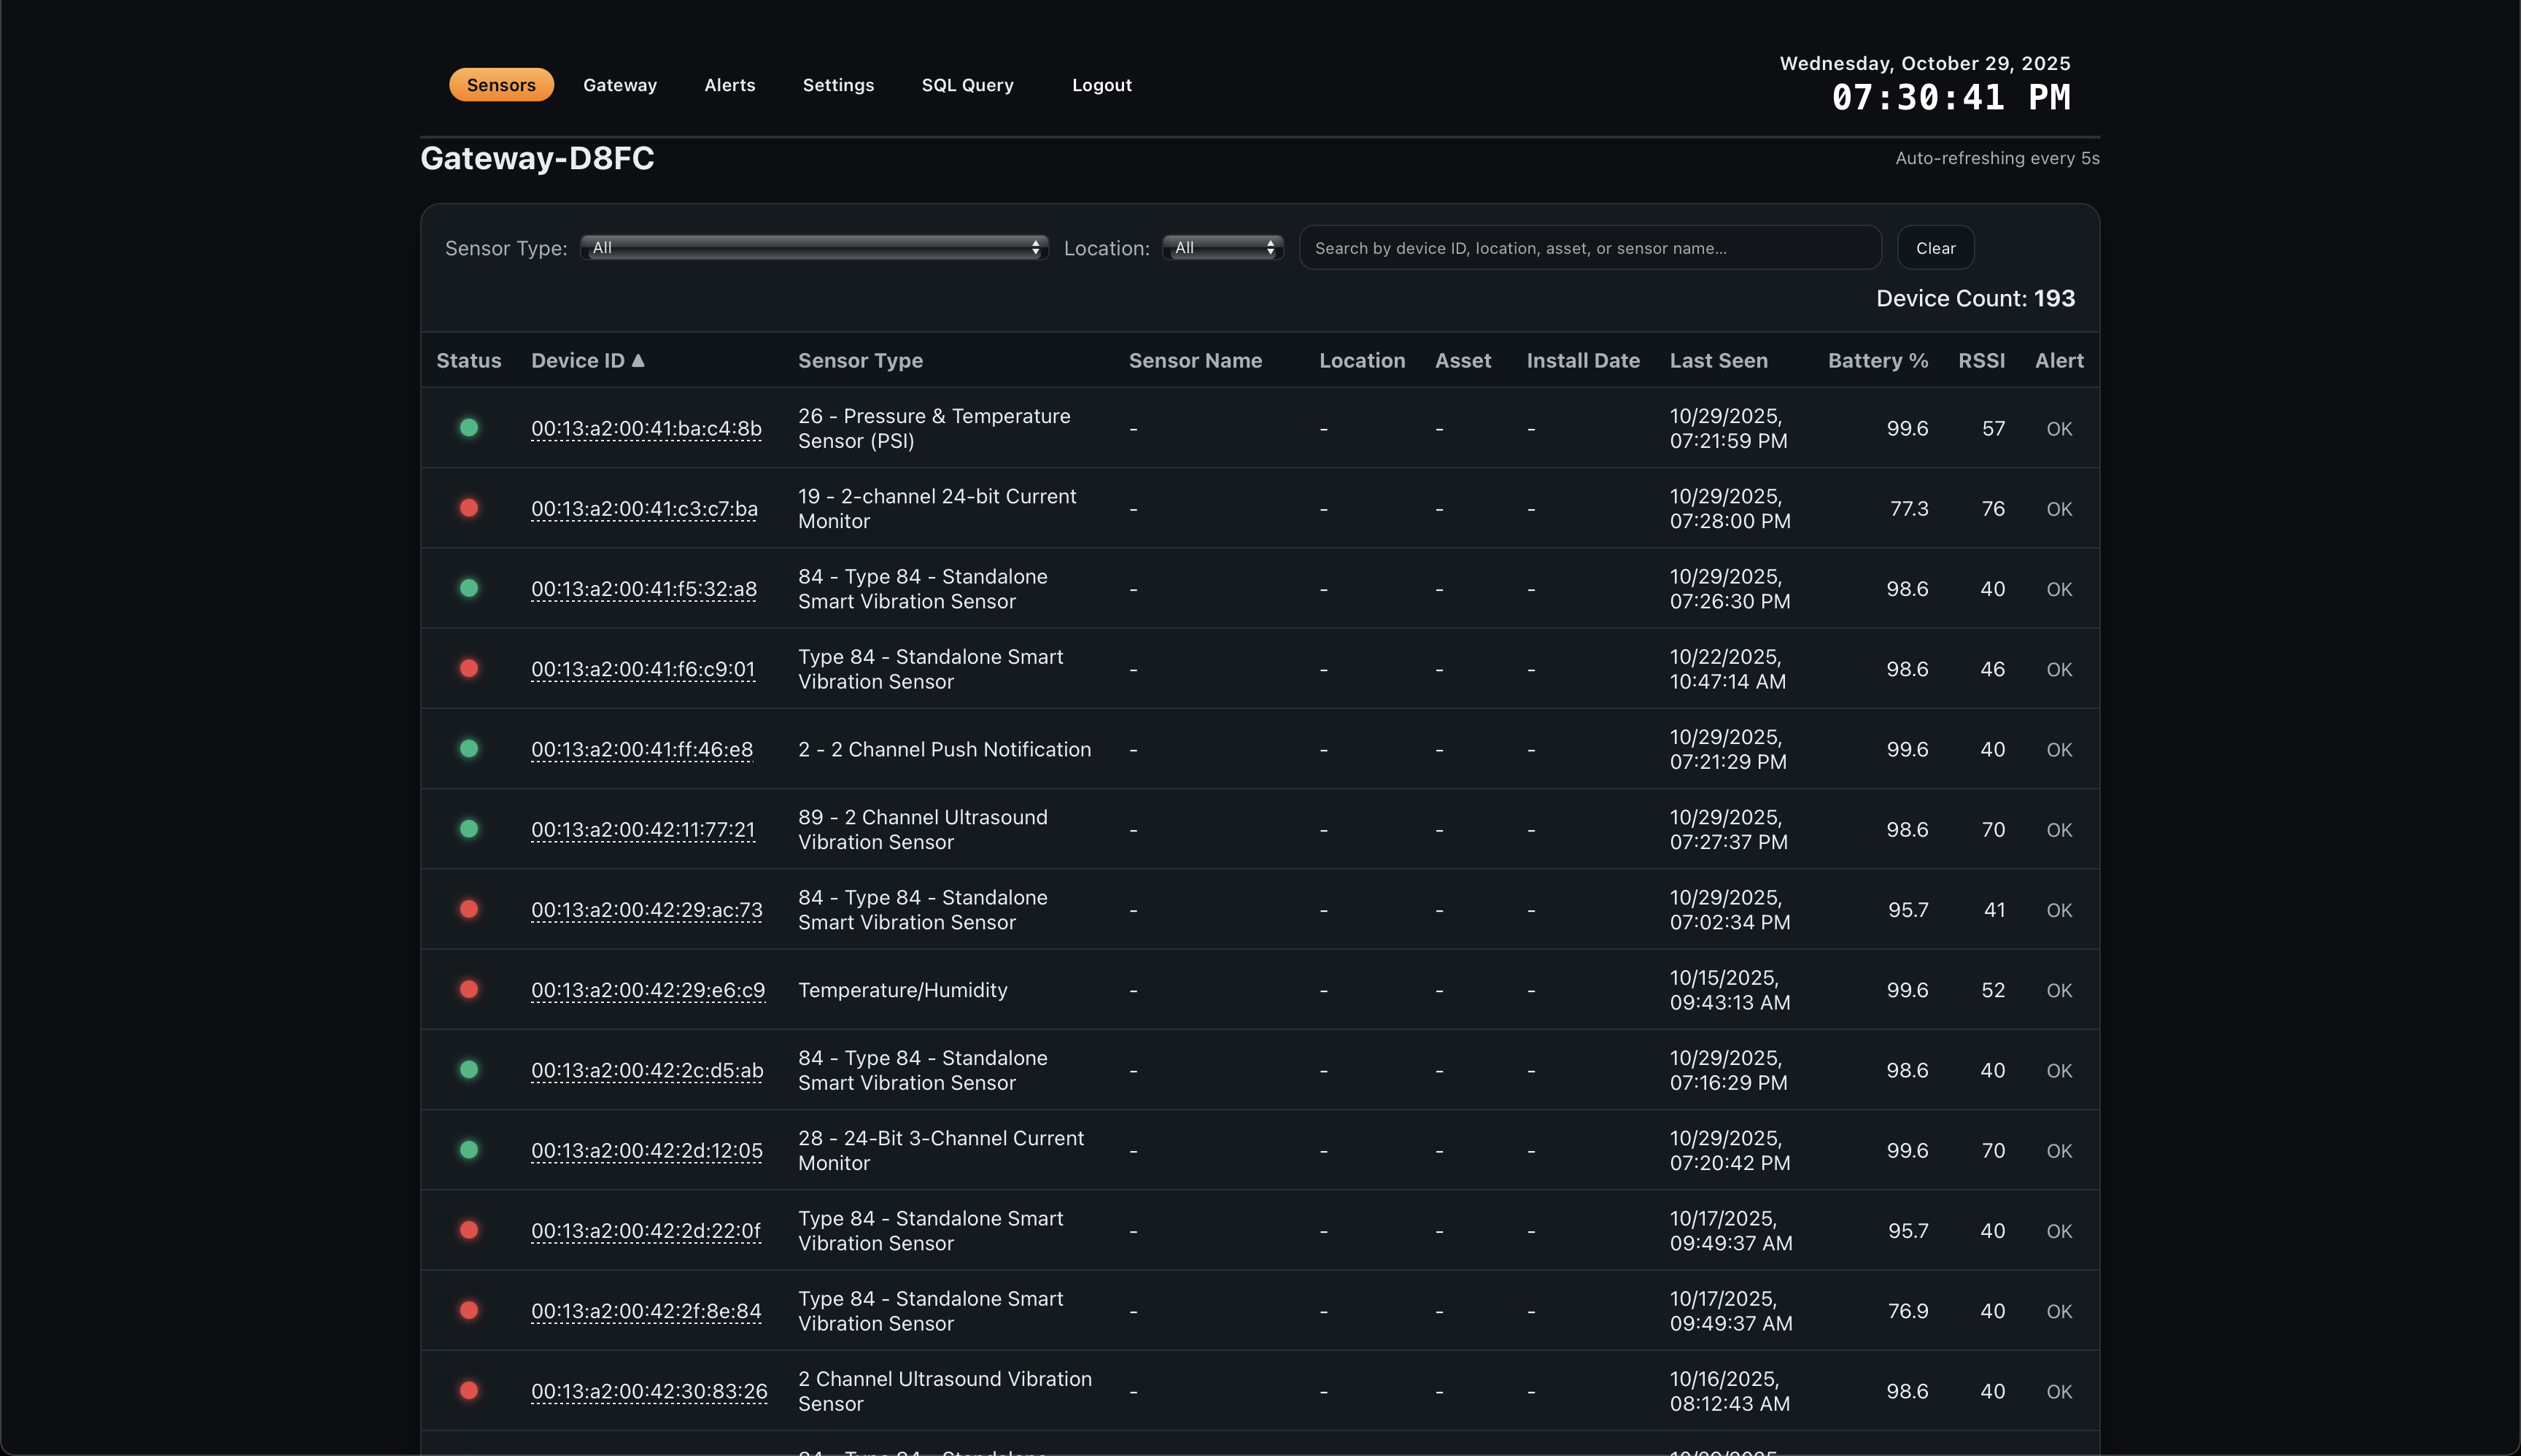 Sensors Gateway Alerts Settings SQL Query Logout
Wednesday, October 29, 2025
07:30:41 PM
Gateway-D8FC
Auto-refreshing every 5s
Sensor Type: All Location: All Search by device ID, location, asset, or sensor name... Clear
Device Count: 193
Status Device ID ▲ Sensor Type Sensor Name Location Asset Install Date Last Seen Battery % RSSI Alert
00:13:a2:00:41:ba:c4:8b 26 - Pressure & Temperature Sensor (PSI) - - - - 10/29/2025, 07:21:59 PM 99.6 57 OK
00:13:a2:00:41:c3:c7:ba 19 - 2-channel 24-bit Current Monitor - - - - 10/29/2025, 07:28:00 PM 77.3 76 OK
00:13:a2:00:41:f5:32:a8 84 - Type 84 - Standalone Smart Vibration Sensor - - - - 10/29/2025, 07:26:30 PM 98.6 40 OK
00:13:a2:00:41:f6:c9:01 Type 84 - Standalone Smart Vibration Sensor - - - - 10/22/2025, 10:47:14 AM 98.6 46 OK
00:13:a2:00:41:ff:46:e8 2 - 2 Channel Push Notification - - - - 10/29/2025, 07:21:29 PM 99.6 40 OK
00:13:a2:00:42:11:77:21 89 - 2 Channel Ultrasound Vibration Sensor - - - - 10/29/2025, 07:27:37 PM 98.6 70 OK
00:13:a2:00:42:29:ac:73 84 - Type 84 - Standalone Smart Vibration Sensor - - - - 10/29/2025, 07:02:34 PM 95.7 41 OK
00:13:a2:00:42:29:e6:c9 Temperature/Humidity - - - - 10/15/2025, 09:43:13 AM 99.6 52 OK
00:13:a2:00:42:2c:d5:ab 84 - Type 84 - Standalone Smart Vibration Sensor - - - - 10/29/2025, 07:16:29 PM 98.6 40 OK
00:13:a2:00:42:2d:12:05 28 - 24-Bit 3-Channel Current Monitor - - - - 10/29/2025, 07:20:42 PM 99.6 70 OK
00:13:a2:00:42:2d:22:0f Type 84 - Standalone Smart Vibration Sensor - - - - 10/17/2025, 09:49:37 AM 95.7 40 OK
00:13:a2:00:42:2f:8e:84 Type 84 - Standalone Smart Vibration Sensor - - - - 10/17/2025, 09:49:37 AM 76.9 40 OK
00:13:a2:00:42:30:83:26 2 Channel Ultrasound Vibration Sensor - - - - 10/16/2025, 08:12:43 AM 98.6 40 OK